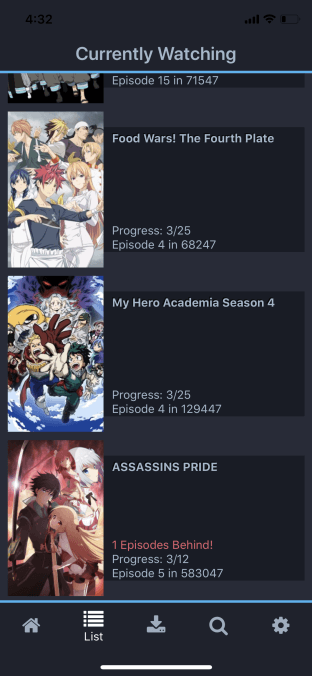 4:32
Currently Watching
Episode 15 in 71547
Food Wars! The Fourth Plate
Progress: 3/25
Episode 4 in 68247
My Hero Academia Season 4
Progress: 3/25
Episode 4 in 129447
ASSASSINS PRIDE
1 Episodes Behind!
Progress: 3/12
Episode 5 in 583047
List